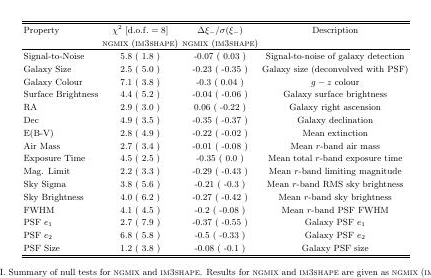 Property χ² [d.o.f. = 8] Δξ₋/σ(ξ₋) Description
NGMIX (IM3SHAPE) NGMIX (IM3SHAPE)
Signal-to-Noise 5.8 ( 1.8 ) -0.07 ( 0.03 ) Signal-to-noise of galaxy detection
Galaxy Size 2.5 ( 5.0 ) -0.23 ( -0.35 ) Galaxy size (deconvolved with PSF)
Galaxy Colour 7.1 ( 3.8 ) -0.3 ( 0.04 ) g − z colour
Surface Brightness 4.4 ( 5.2 ) -0.04 ( -0.06 ) Galaxy surface brightness
RA 2.9 ( 3.0 ) 0.06 ( -0.22 ) Galaxy right ascension
Dec 4.9 ( 3.5 ) -0.35 ( -0.37 ) Galaxy declination
E(B-V) 2.8 ( 4.9 ) -0.22 ( -0.02 ) Mean extinction
Air Mass 2.7 ( 3.4 ) -0.01 ( -0.08 ) Mean r-band air mass
Exposure Time 4.5 ( 2.5 ) -0.35 ( 0.0 ) Mean total r-band exposure time
Mag. Limit 2.2 ( 3.3 ) -0.29 ( -0.43 ) Mean r-band limiting magnitude
Sky Sigma 3.8 ( 5.6 ) -0.21 ( -0.3 ) Mean r-band RMS sky brightness
Sky Brightness 4.0 ( 6.2 ) -0.27 ( -0.42 ) Mean r-band sky brightness
FWHM 4.1 ( 4.5 ) -0.2 ( -0.08 ) Mean r-band PSF FWHM
PSF e₁ 2.7 ( 7.9 ) -0.37 ( -0.55 ) Galaxy PSF e₁
PSF e₂ 6.8 ( 5.8 ) -0.5 ( -0.33 ) Galaxy PSF e₂
PSF Size 1.2 ( 3.8 ) -0.08 ( -0.1 ) Galaxy PSF size
I. Summary of null tests for NGMIX and IM3SHAPE. Results for NGMIX and IM3SHAPE are given as NGMIX